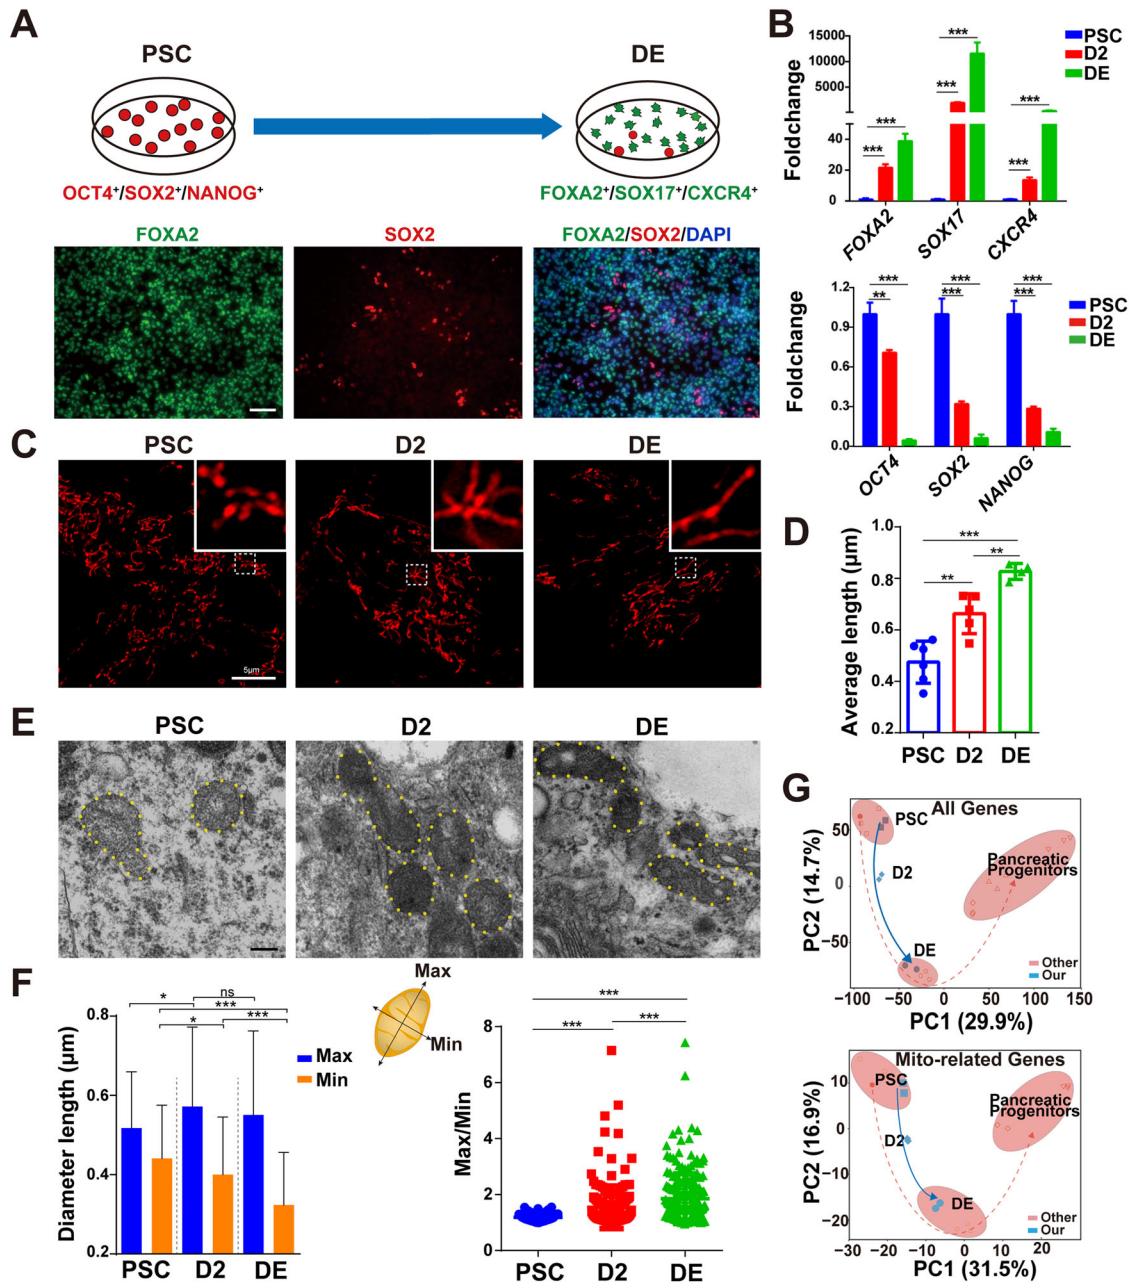 A
PSC
DE
OCT4+/SOX2+/NANOG+
FOXA2+/SOX17+/CXCR4+
FOXA2
SOX2
FOXA2/SOX2/DAPI
B
Foldchange
15000
10000
5000
40
20
0
***
***
***
***
***
***
PSC
D2
DE
FOXA2
SOX17
CXCR4
Foldchange
1.2
0.9
0.6
0.3
0.0
***
**
***
***
***
***
PSC
D2
DE
OCT4
SOX2
NANOG
C
PSC
D2
DE
5μm
D
Average length (μm)
1.0
0.8
0.6
0.4
0.2
***
**
**
PSC
D2
DE
E
PSC
D2
DE
F
Diameter length (μm)
0.8
0.6
0.4
0.2
*
ns
***
*
***
Max
Min
PSC
D2
DE
Max
Min
Max/Min
8
6
4
2
0
***
***
***
PSC
D2
DE
G
All Genes
PC2 (14.7%)
50
0
−50
PSC
D2
DE
Pancreatic
Progenitors
Other
Our
−100
−50
0
50
100
150
PC1 (29.9%)
Mito-related Genes
PC2 (16.9%)
10
0
−10
−20
PSC
D2
DE
Pancreatic
Progenitors
Other
Our
−30
−20
−10
0
10
20
PC1 (31.5%)